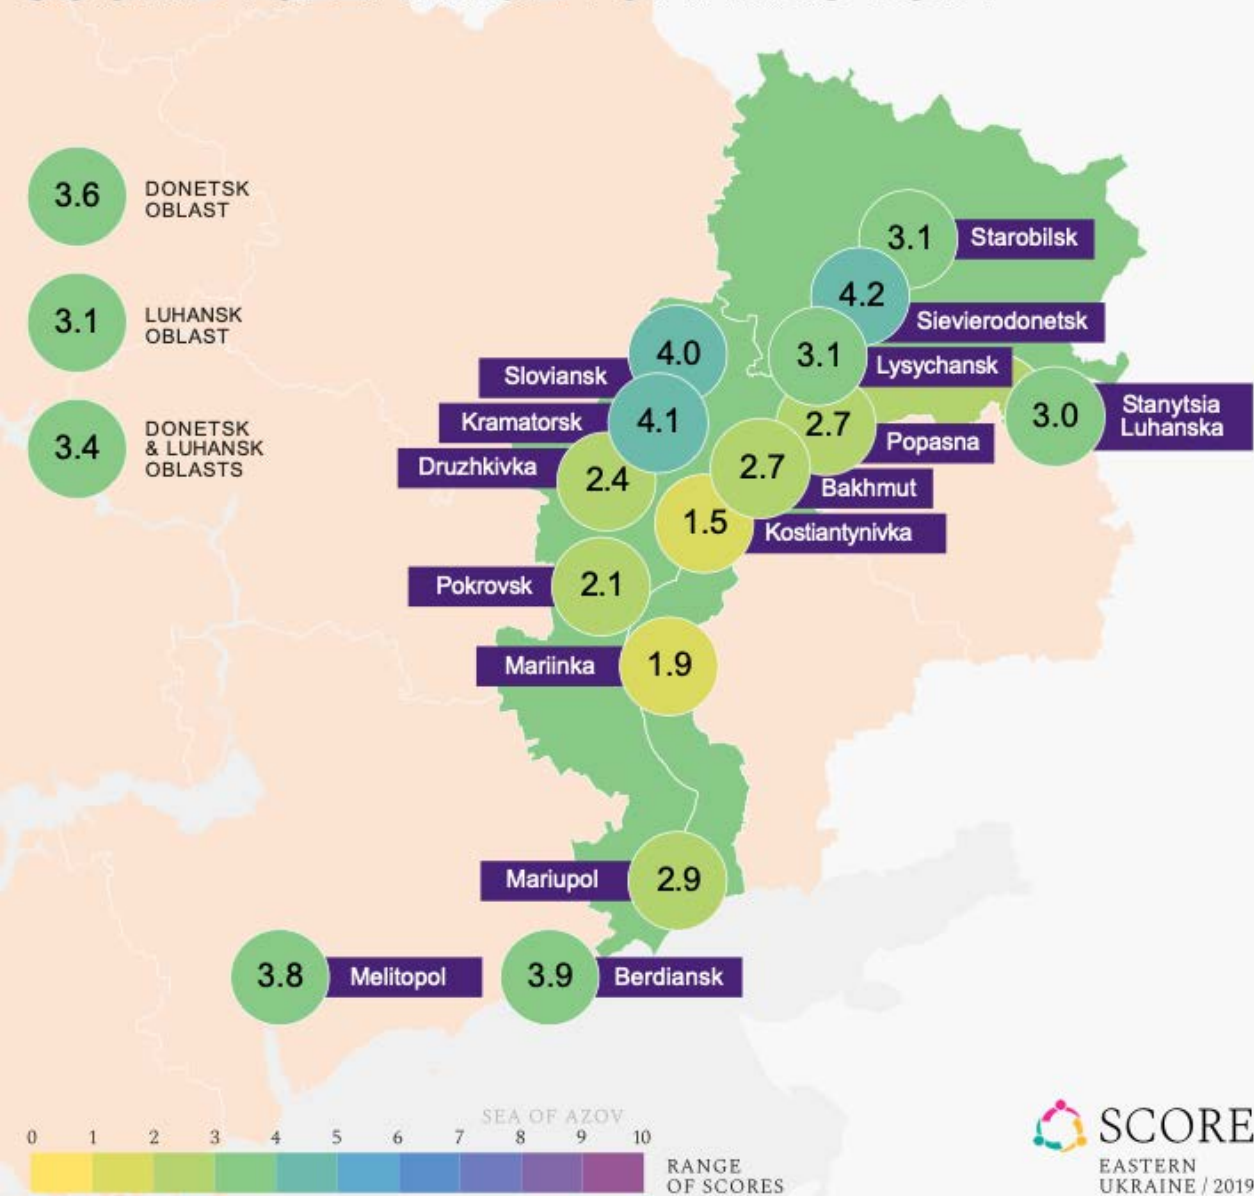 3.6
DONETSK
OBLAST
3.1
LUHANSK
OBLAST
3.4
DONETSK
& LUHANSK
OBLASTS
3.1
Starobilsk
4.2
Sievierodonetsk
4.0
Sloviansk
3.1
Lysychansk
3.0
Stanytsia
Luhanska
4.1
Kramatorsk
2.7
Popasna
2.4
Druzhkivka
2.7
Bakhmut
1.5
Kostiantynivka
2.1
Pokrovsk
1.9
Mariinka
2.9
Mariupol
3.8
Melitopol
3.9
Berdiansk
SEA OF AZOV
0 1 2 3 4 5 6 7 8 9 10
RANGE
OF SCORES
SCORE
EASTERN
UKRAINE / 2019